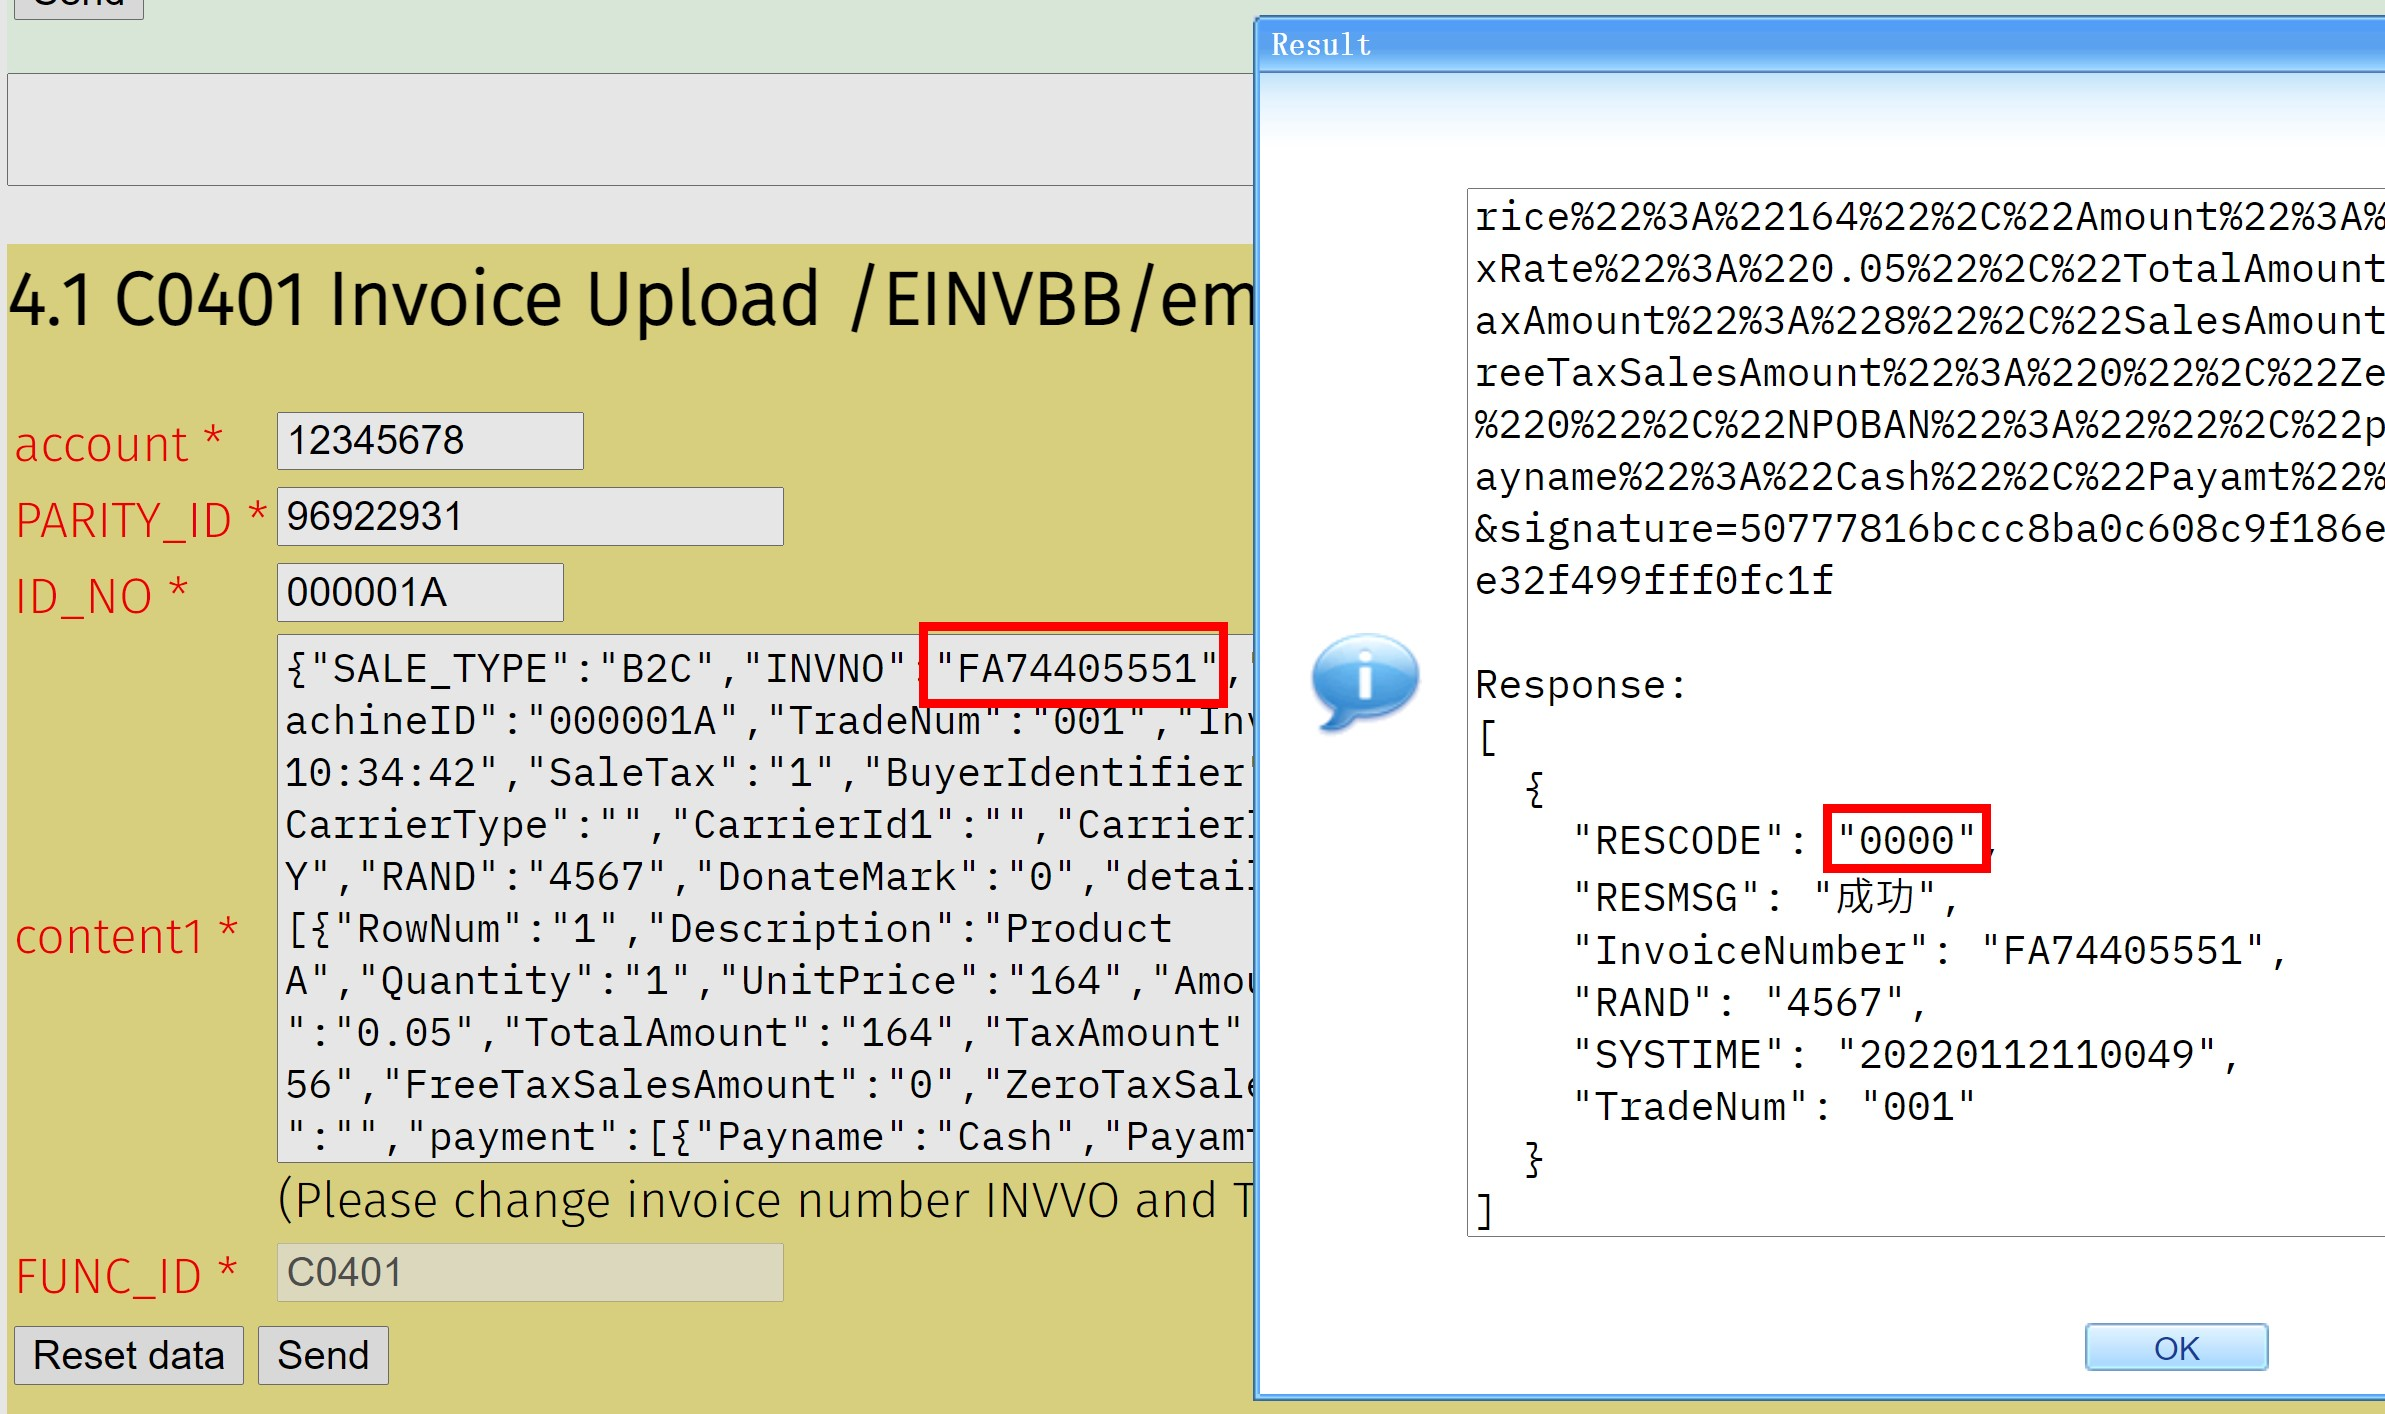 Send
4.1 C0401 Invoice Upload /EINVBB/em
account *
12345678
PARITY_ID *
96922931
ID_NO *
000001A
content1 *
{"SALE_TYPE":"B2C","INVNO":"FA74405551","
achineID":"000001A","TradeNum":"001","Inv
10:34:42","SaleTax":"1","BuyerIdentifier"
CarrierType":"","CarrierId1":"","CarrierI
Y","RAND":"4567","DonateMark":"0","detail
[{"RowNum":"1","Description":"Product
A","Quantity":"1","UnitPrice":"164","Amou
":"0.05","TotalAmount":"164","TaxAmount"
56","FreeTaxSalesAmount":"0","ZeroTaxSale
":"","payment":[{"Payname":"Cash","Payamt
(Please change invoice number INVVO and T
FUNC_ID *
C0401
Reset data
Send
Result
rice%22%3A%22164%22%2C%22Amount%22%3A%
xRate%22%3A%220.05%22%2C%22TotalAmount
axAmount%22%3A%228%22%2C%22SalesAmount
reeTaxSalesAmount%22%3A%220%22%2C%22Ze
%220%22%2C%22NPOBAN%22%3A%22%22%2C%22p
ayname%22%3A%22Cash%22%2C%22Payamt%22%
&signature=50777816bccc8ba0c608c9f186e
e32f499fff0fc1f
Response:
[
{
"RESCODE": "0000",
"RESMSG": "成功",
"InvoiceNumber": "FA74405551",
"RAND": "4567",
"SYSTIME": "20220112110049",
"TradeNum": "001"
}
]
OK